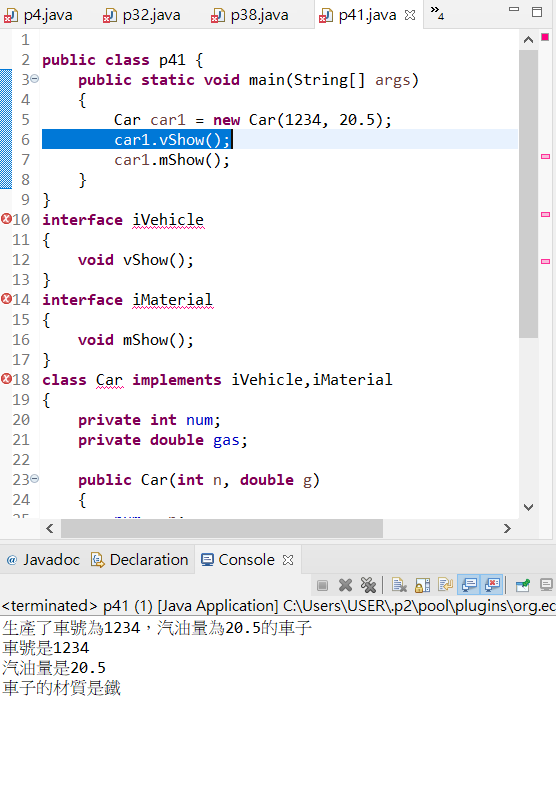 p4.java p32.java p38.java p41.java »4
1
2 public class p41 {
3 public static void main(String[] args)
4 {
5 Car car1 = new Car(1234, 20.5);
6 car1.vShow();
7 car1.mShow();
8 }
9 }
10 interface iVehicle
11 {
12 void vShow();
13 }
14 interface iMaterial
15 {
16 void mShow();
17 }
18 class Car implements iVehicle,iMaterial
19 {
20 private int num;
21 private double gas;
22
23 public Car(int n, double g)
24 {
@ Javadoc Declaration Console
<terminated> p41 (1) [Java Application] C:\Users\USER\.p2\pool\plugins\org.ec
生產了車號為1234，汽油量為20.5的車子
車號是1234
汽油量是20.5
車子的材質是鐵